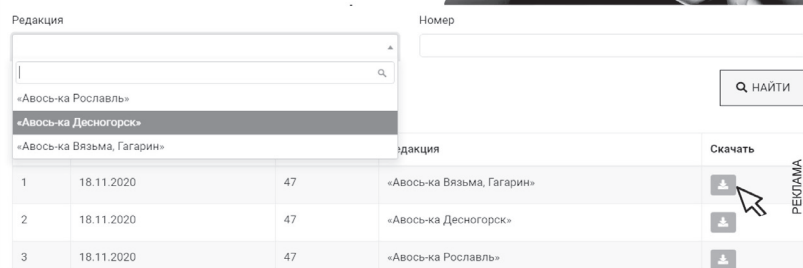 Редакция Номер
«Авось-ка Рославль»
НАЙТИ
«Авось-ка Десногорск»
«Авось-ка Вязьма, Гагарин»
едакция Скачать
1 18.11.2020 47 «Авось-ка Вязьма, Гагарин»
2 18.11.2020 47 «Авось-ка Десногорск»
3 18.11.2020 47 «Авось-ка Рославль»
РЕКЛАМА